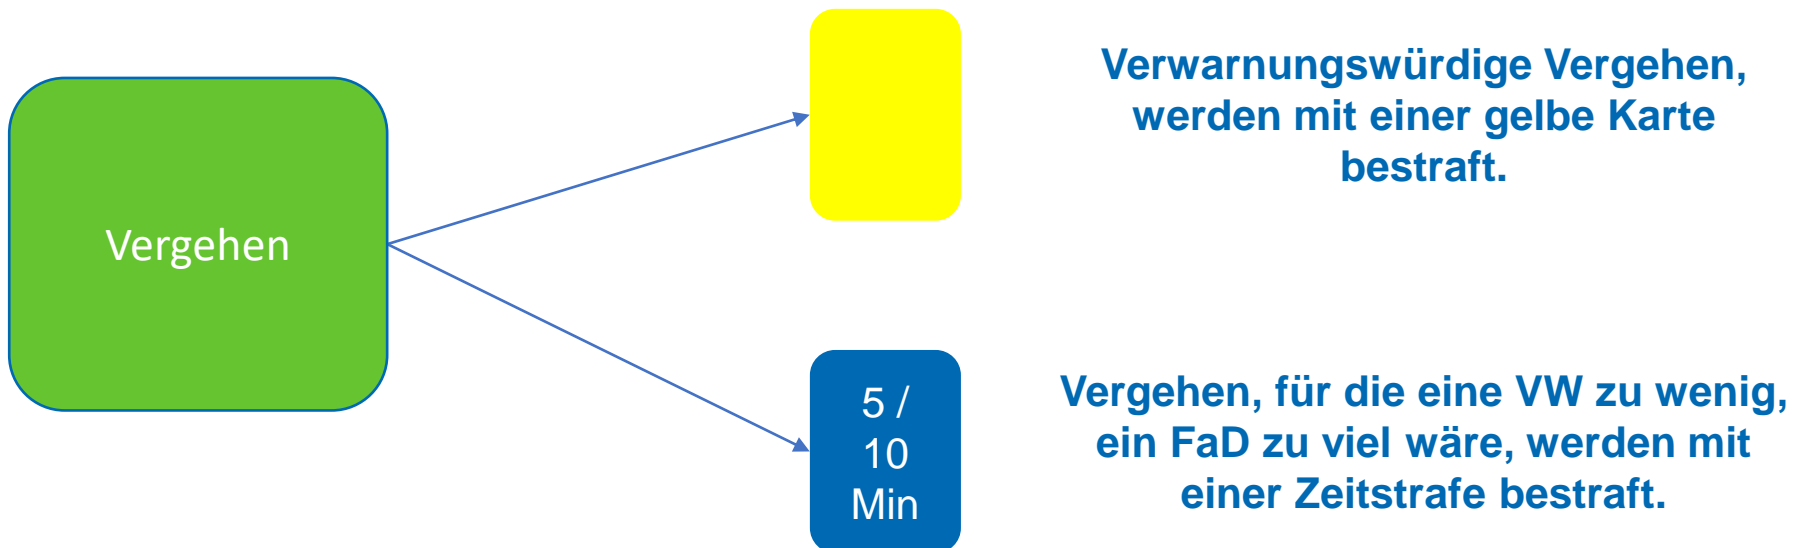 Vergehen
Verwarnungswürdige Vergehen,
werden mit einer gelbe Karte
bestraft.
5 /
10
Min
Vergehen, für die eine VW zu wenig,
ein FaD zu viel wäre, werden mit
einer Zeitstrafe bestraft.